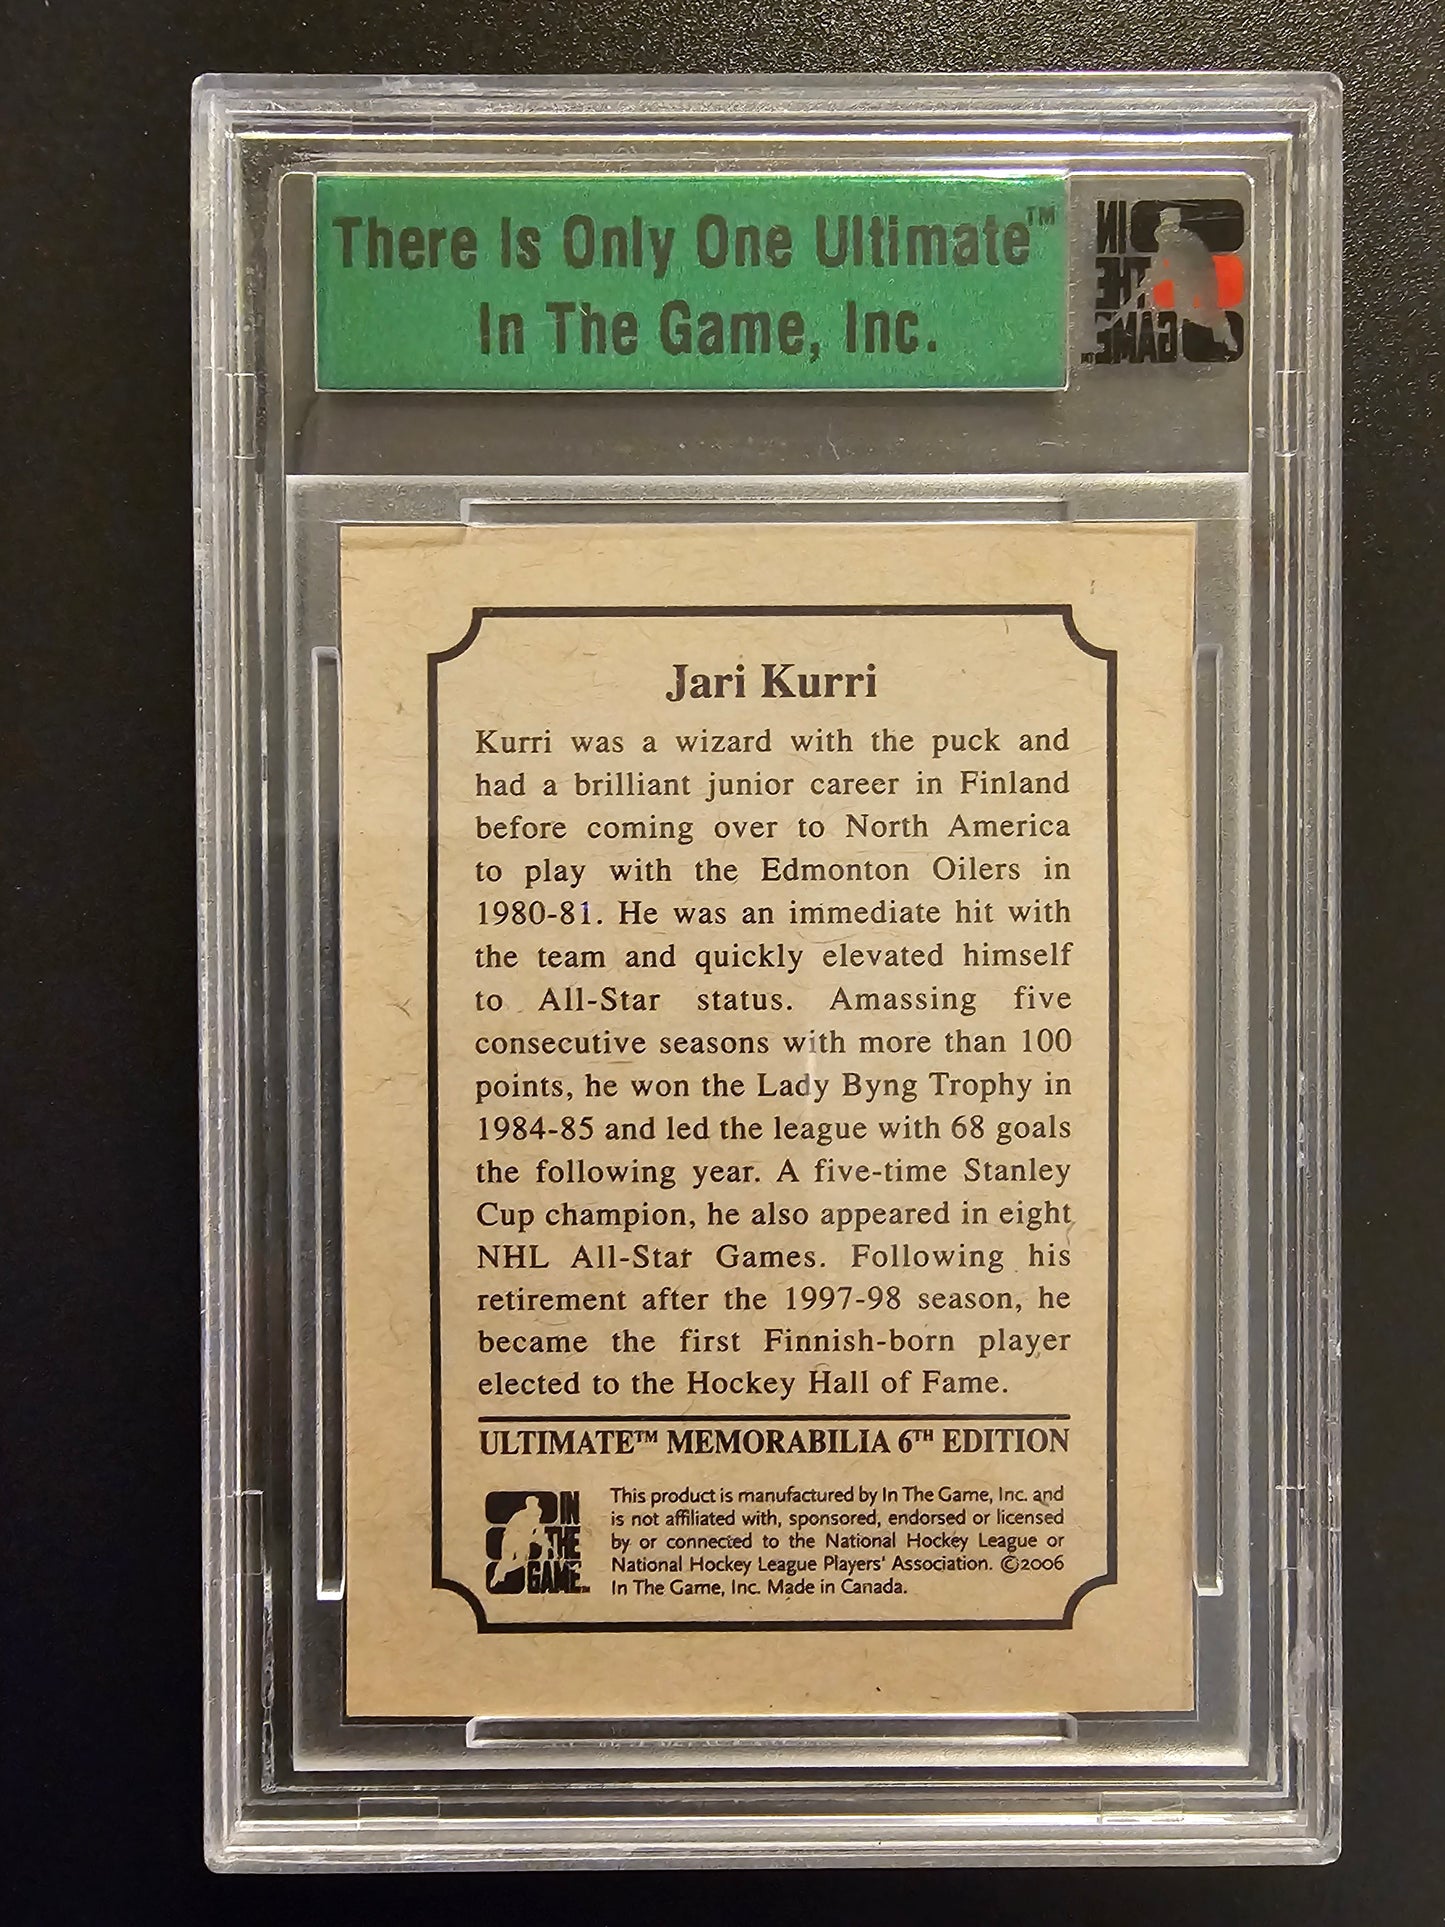 There Is Only One Ultimate™
In The Game, Inc.
IN
THE
GAME™
Jari Kurri
Kurri was a wizard with the puck and
had a brilliant junior career in Finland
before coming over to North America
to play with the Edmonton Oilers in
1980-81. He was an immediate hit with
the team and quickly elevated himself
to All-Star status. Amassing five
consecutive seasons with more than 100
points, he won the Lady Byng Trophy in
1984-85 and led the league with 68 goals
the following year. A five-time Stanley
Cup champion, he also appeared in eight
NHL All-Star Games. Following his
retirement after the 1997-98 season, he
became the first Finnish-born player
elected to the Hockey Hall of Fame.
ULTIMATE™ MEMORABILIA 6TH EDITION
IN
THE
GAME™
This product is manufactured by In The Game, Inc. and
is not affiliated with, sponsored, endorsed or licensed
by or connected to the National Hockey League or
National Hockey League Players' Association. ©2006
In The Game, Inc. Made in Canada.